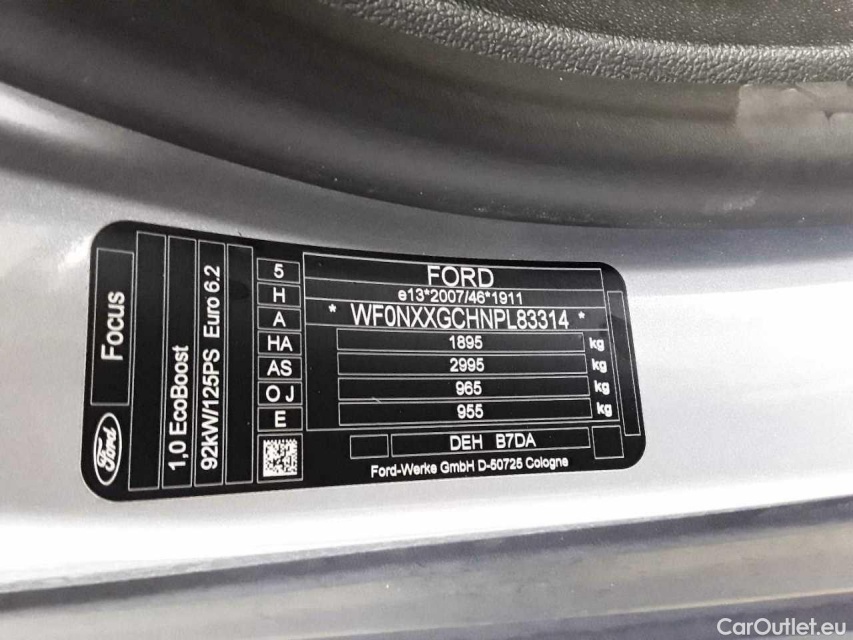 Focus
Ford
1,0 EcoBoost
92kW/125PS Euro 6.2
5
H
A
HA
AS
O J
E
FORD
e13*2007/46*1911
* WF0NXXGCHNPL83314 *
1895 kg
2995 kg
965 kg
955 kg
DEH B7DA
Ford-Werke GmbH D-50725 Cologne
CarOutlet.eu